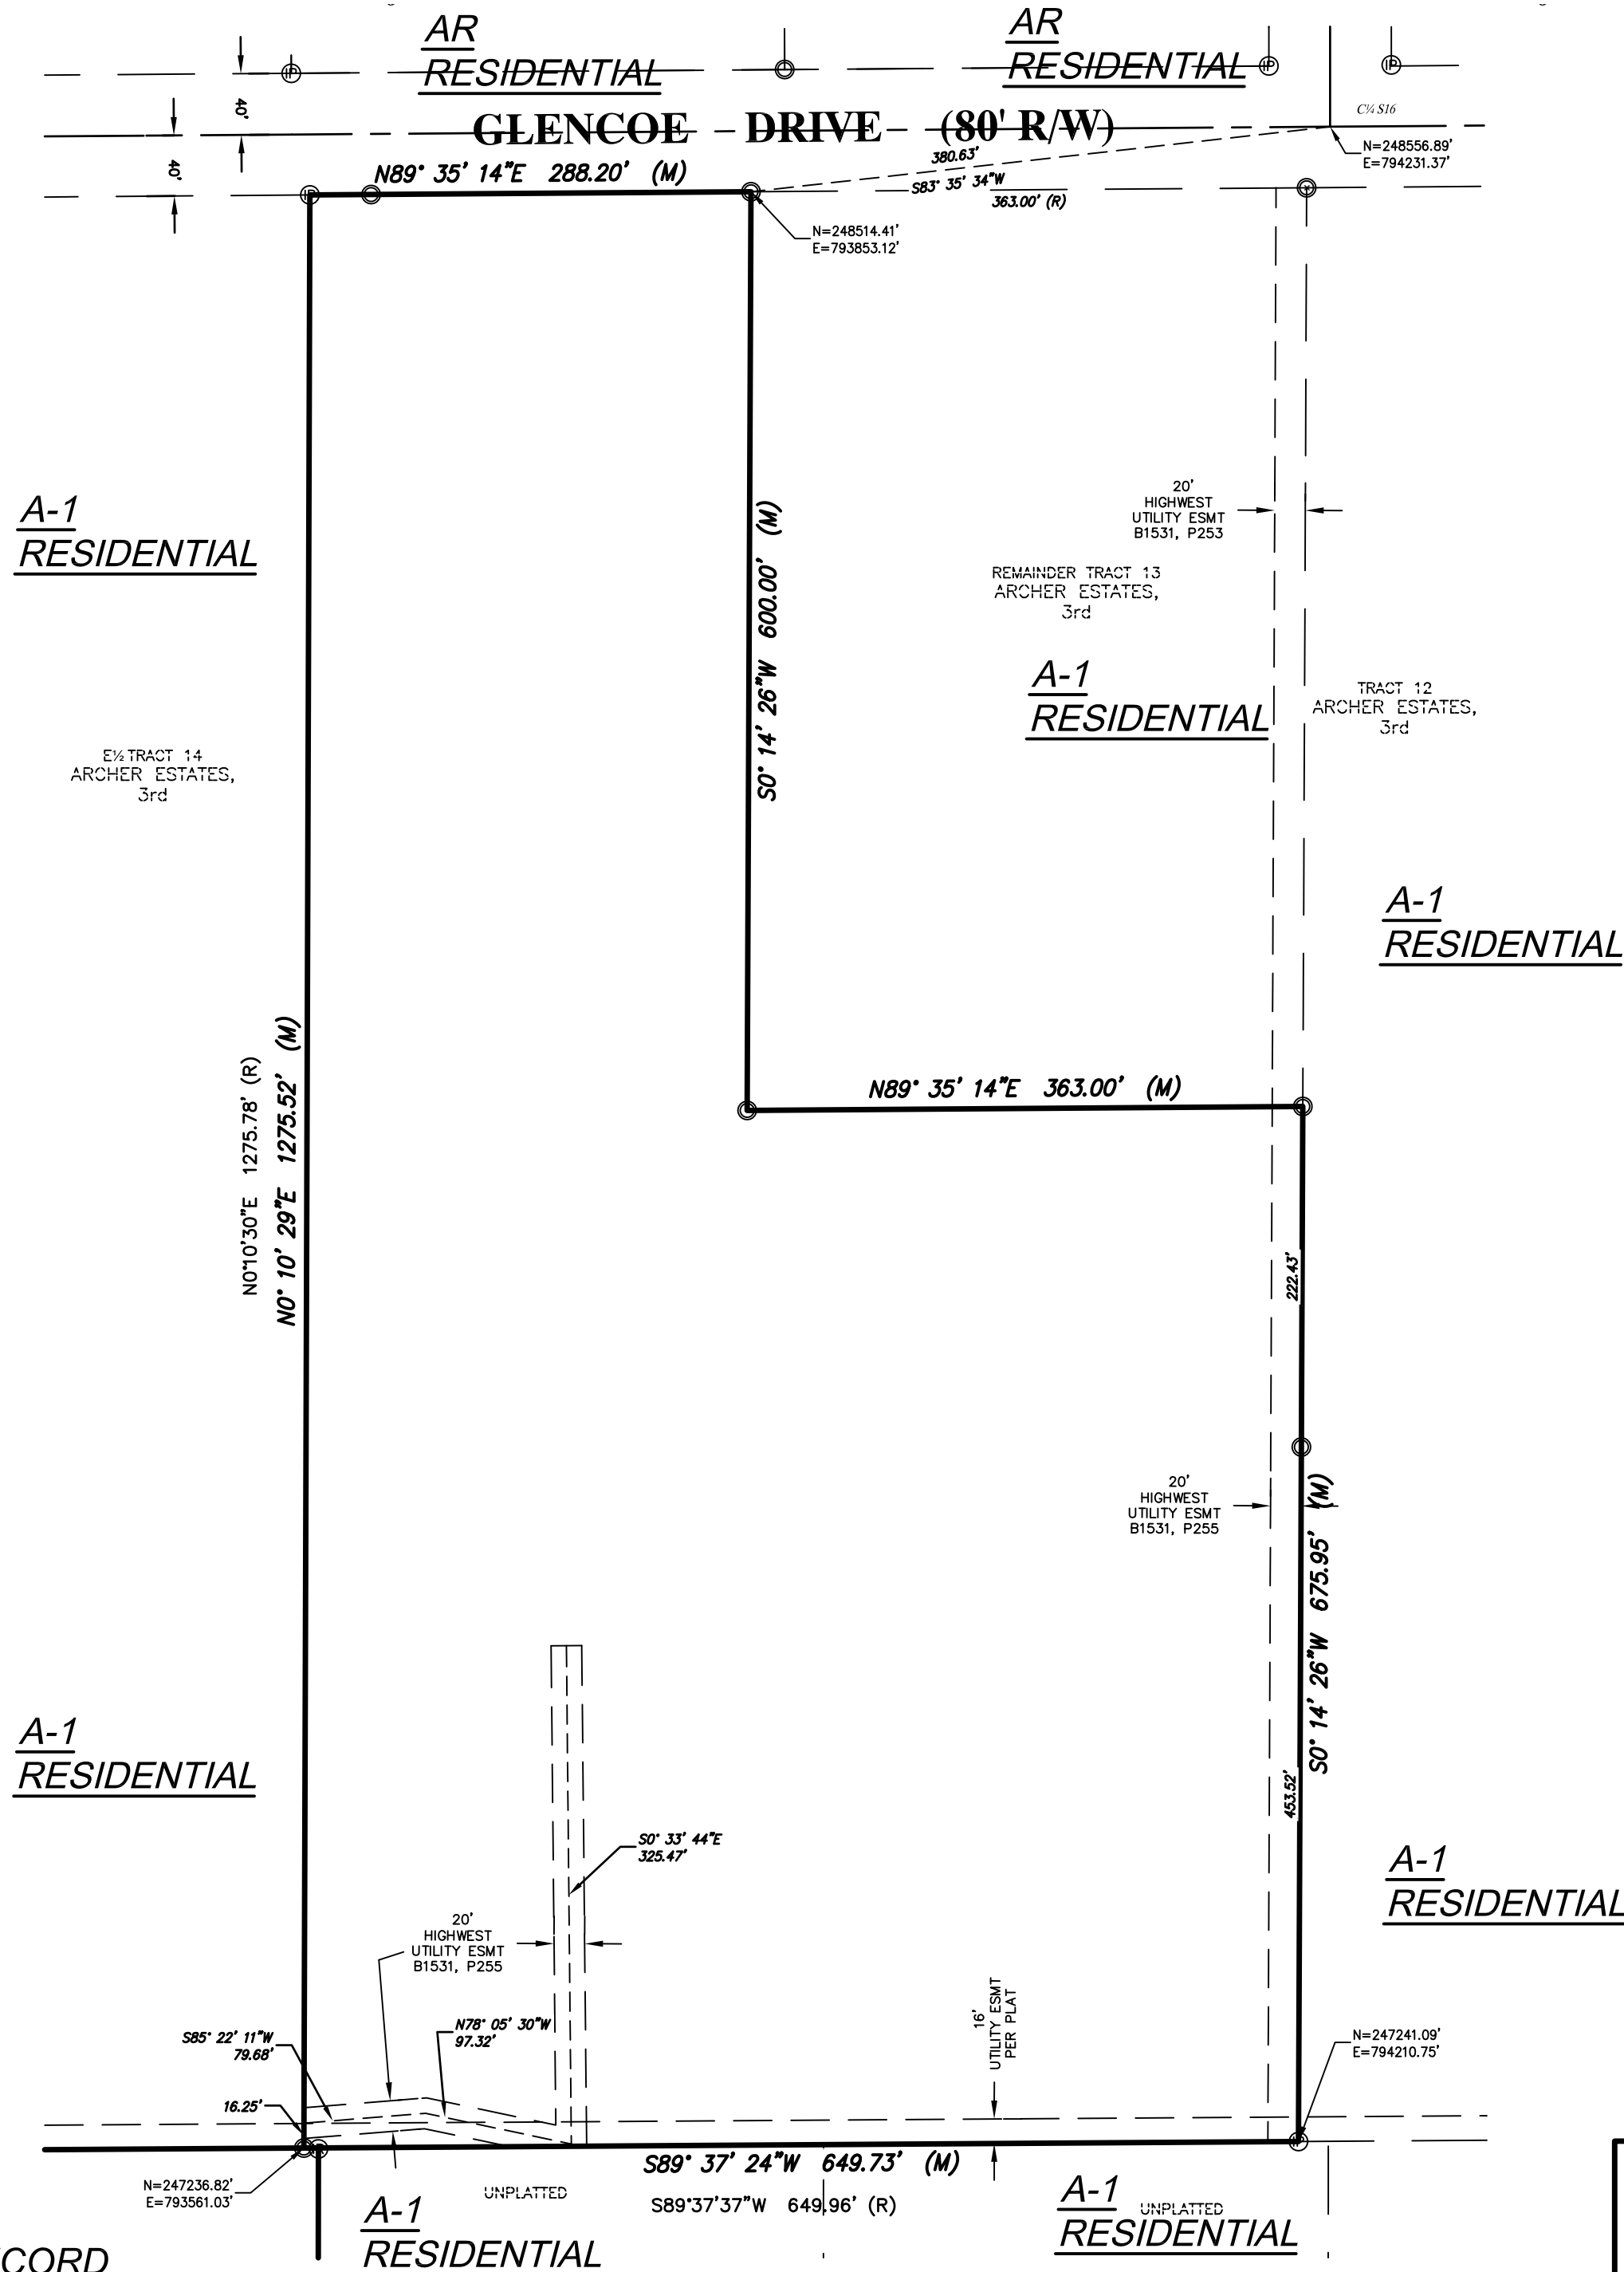 AR
RESIDENTIAL
AR
RESIDENTIAL
IP
IP
IP
40'
40'
GLENCOE DRIVE (80' R/W)
C¼ S16
N=248556.89'
E=794231.37'
380.63'
S83° 35' 34"W
363.00' (R)
N89° 35' 14"E 288.20' (M)
IP
N=248514.41'
E=793853.12'
A-1
RESIDENTIAL
20'
HIGHWEST
UTILITY ESMT
B1531, P253
S0° 14' 26"W 600.00' (M)
REMAINDER TRACT 13
ARCHER ESTATES,
3rd
A-1
RESIDENTIAL
TRACT 12
ARCHER ESTATES,
3rd
E½ TRACT 14
ARCHER ESTATES,
3rd
A-1
RESIDENTIAL
N0°10'30"E 1275.78' (R)
N0° 10' 29"E 1275.52' (M)
N89° 35' 14"E 363.00' (M)
222.43'
20'
HIGHWEST
UTILITY ESMT
B1531, P255
S0° 14' 26"W 675.95' (M)
453.52'
A-1
RESIDENTIAL
S0° 33' 44"E
325.47'
A-1
RESIDENTIAL
20'
HIGHWEST
UTILITY ESMT
B1531, P255
16'
UTILITY ESMT
PER PLAT
S85° 22' 11"W
79.68'
N78° 05' 30"W
97.32'
16.25'
N=247241.09'
E=794210.75'
S89° 37' 24"W 649.73' (M)
S89°37'37"W 649.96' (R)
N=247236.82'
E=793561.03'
UNPLATTED
A-1
RESIDENTIAL
A-1
UNPLATTED
RESIDENTIAL
CORD